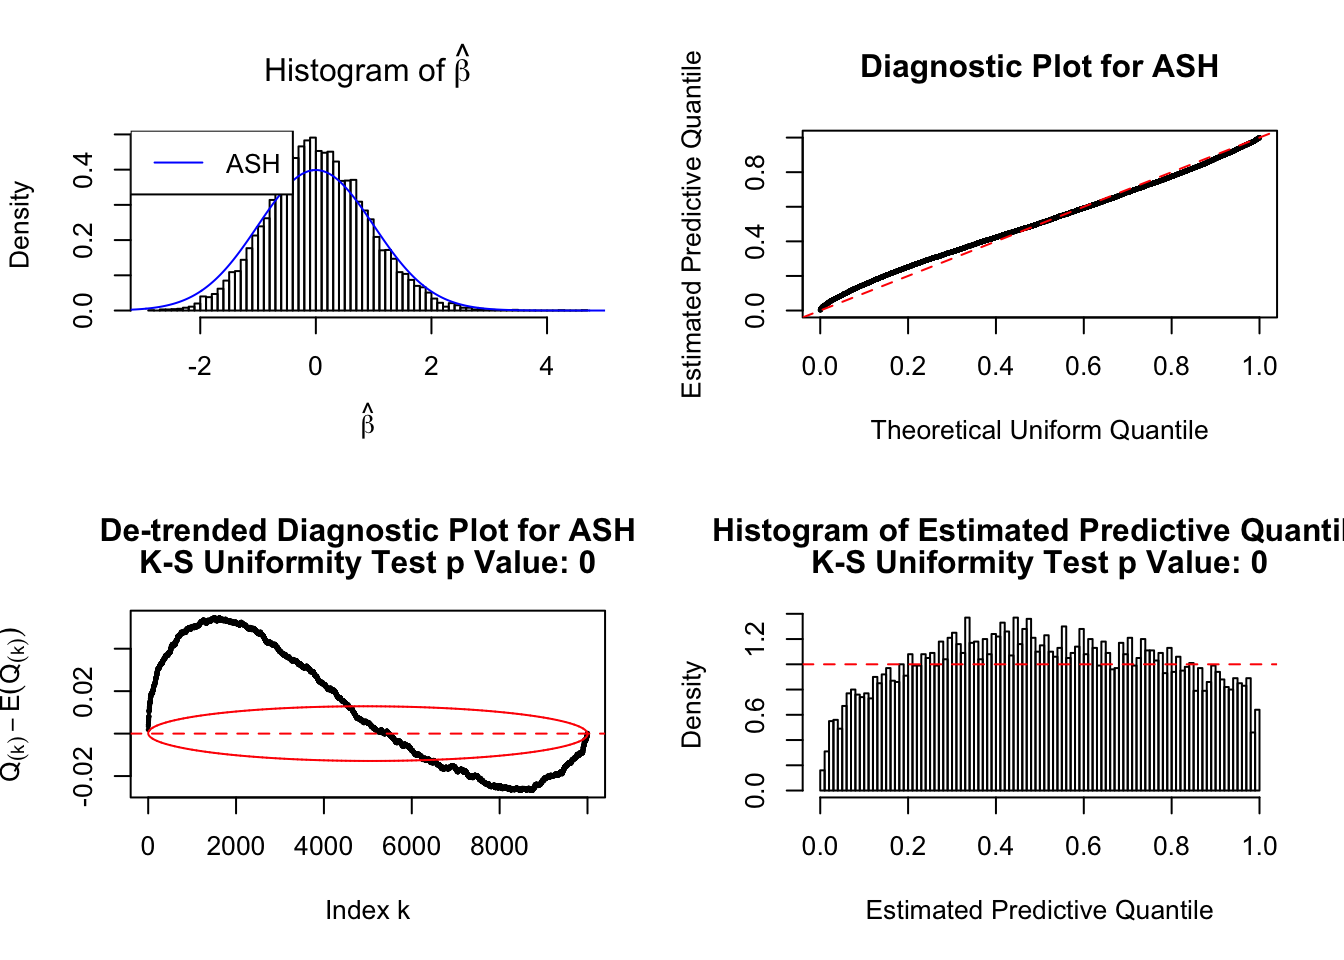 Histogram of β̂
Density
0.0 0.2 0.4
ASH
-2 0 2 4
β̂
Diagnostic Plot for ASH
Estimated Predictive Quantile
0.0 0.4 0.8
0.0 0.2 0.4 0.6 0.8 1.0
Theoretical Uniform Quantile
De-trended Diagnostic Plot for ASH
K-S Uniformity Test p Value: 0
Q(k) − E(Q(k))
-0.02 0.02
0 2000 4000 6000 8000
Index k
Histogram of Estimated Predictive Quantil
K-S Uniformity Test p Value: 0
Density
0.0 0.6 1.2
0.0 0.2 0.4 0.6 0.8 1.0
Estimated Predictive Quantile